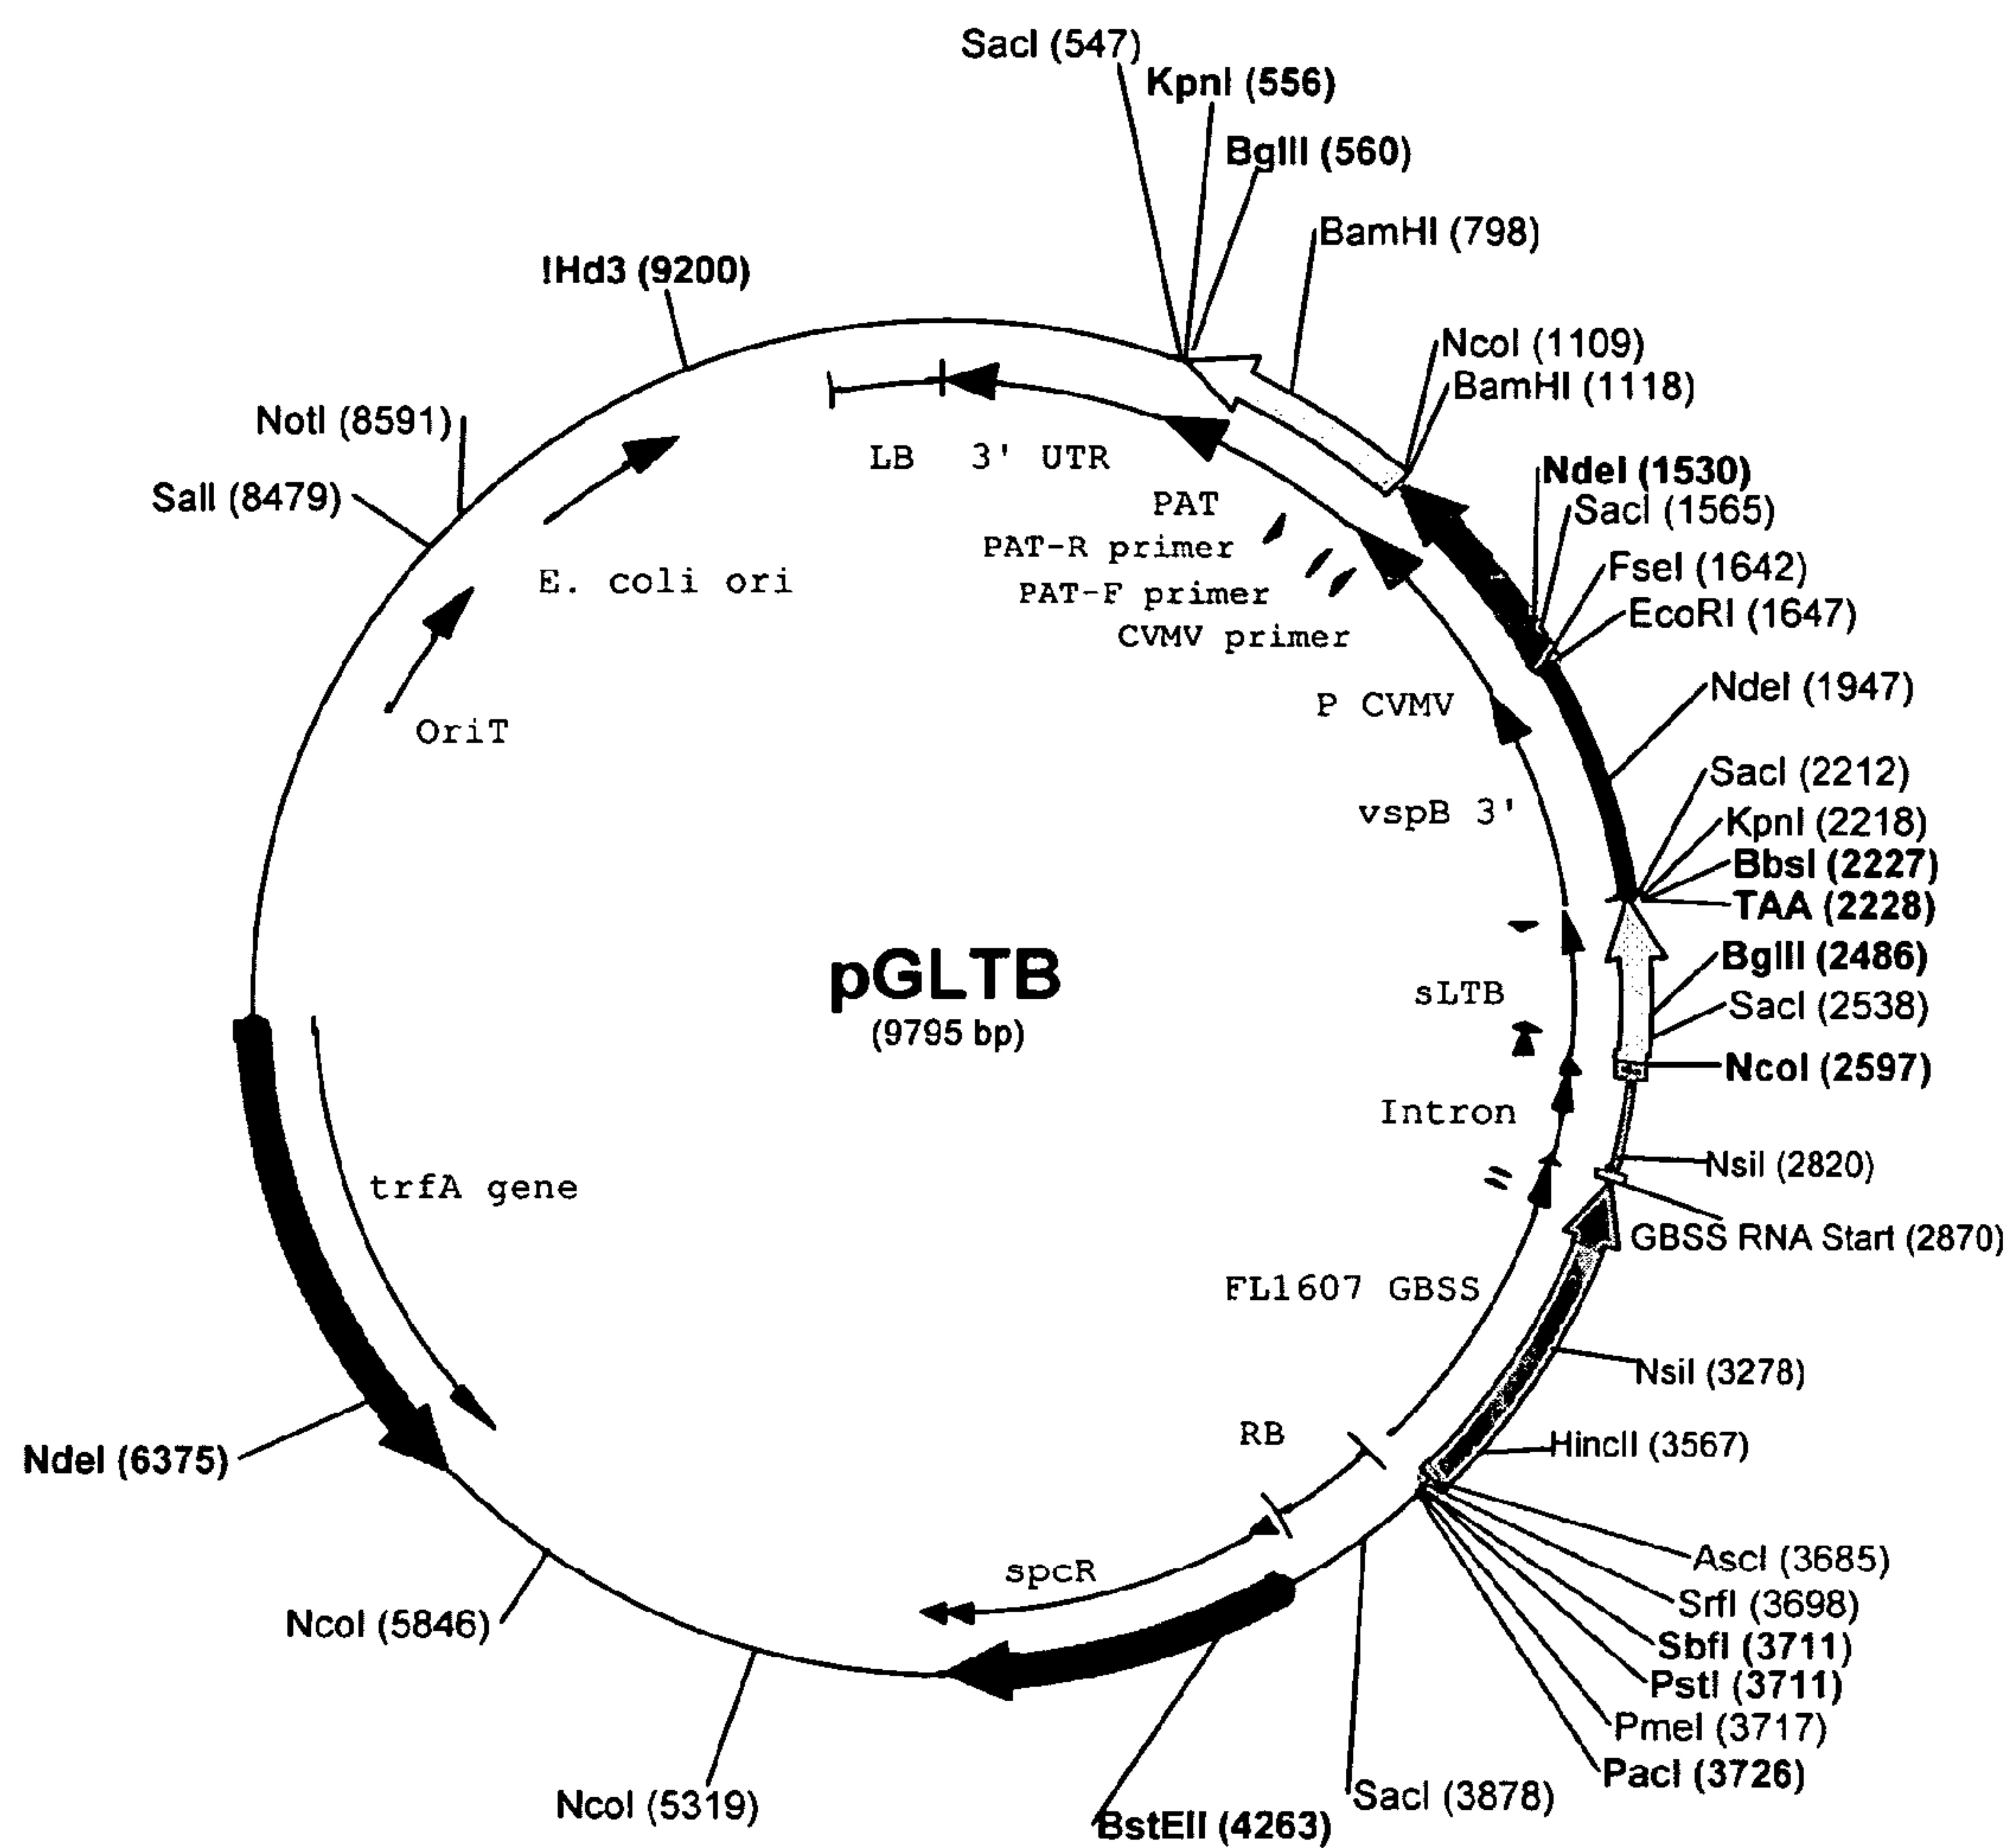 SacI (547)
KpnI (556)
BglII (560)
BamHI (798)
!Hd3 (9200)
NcoI (1109)
BamHI (1118)
NotI (8591)
SalI (8479)
LB 3' UTR
NdeI (1530)
SacI (1565)
PAT
PAT-R primer
FseI (1642)
E. coli ori
PAT-F primer
EcoRI (1647)
CVMV primer
NdeI (1947)
P CVMV
OriT
SacI (2212)
vspB 3'
KpnI (2218)
BbsI (2227)
TAA (2228)
BglII (2486)
pGLTB
(9795 bp)
sLTB
SacI (2538)
NcoI (2597)
Intron
NsiI (2820)
trfA gene
GBSS RNA Start (2870)
FL1607 GBSS
NsiI (3278)
RB
HincII (3567)
NdeI (6375)
AscI (3685)
spcR
SrfI (3698)
NcoI (5846)
SbfI (3711)
PstI (3711)
PmeI (3717)
PacI (3726)
SacI (3878)
NcoI (5319)
BstEII (4263)